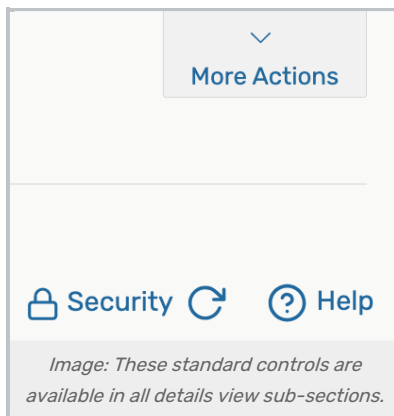 More Actions
Security Help
Image: These standard controls are
available in all details view sub-sections.